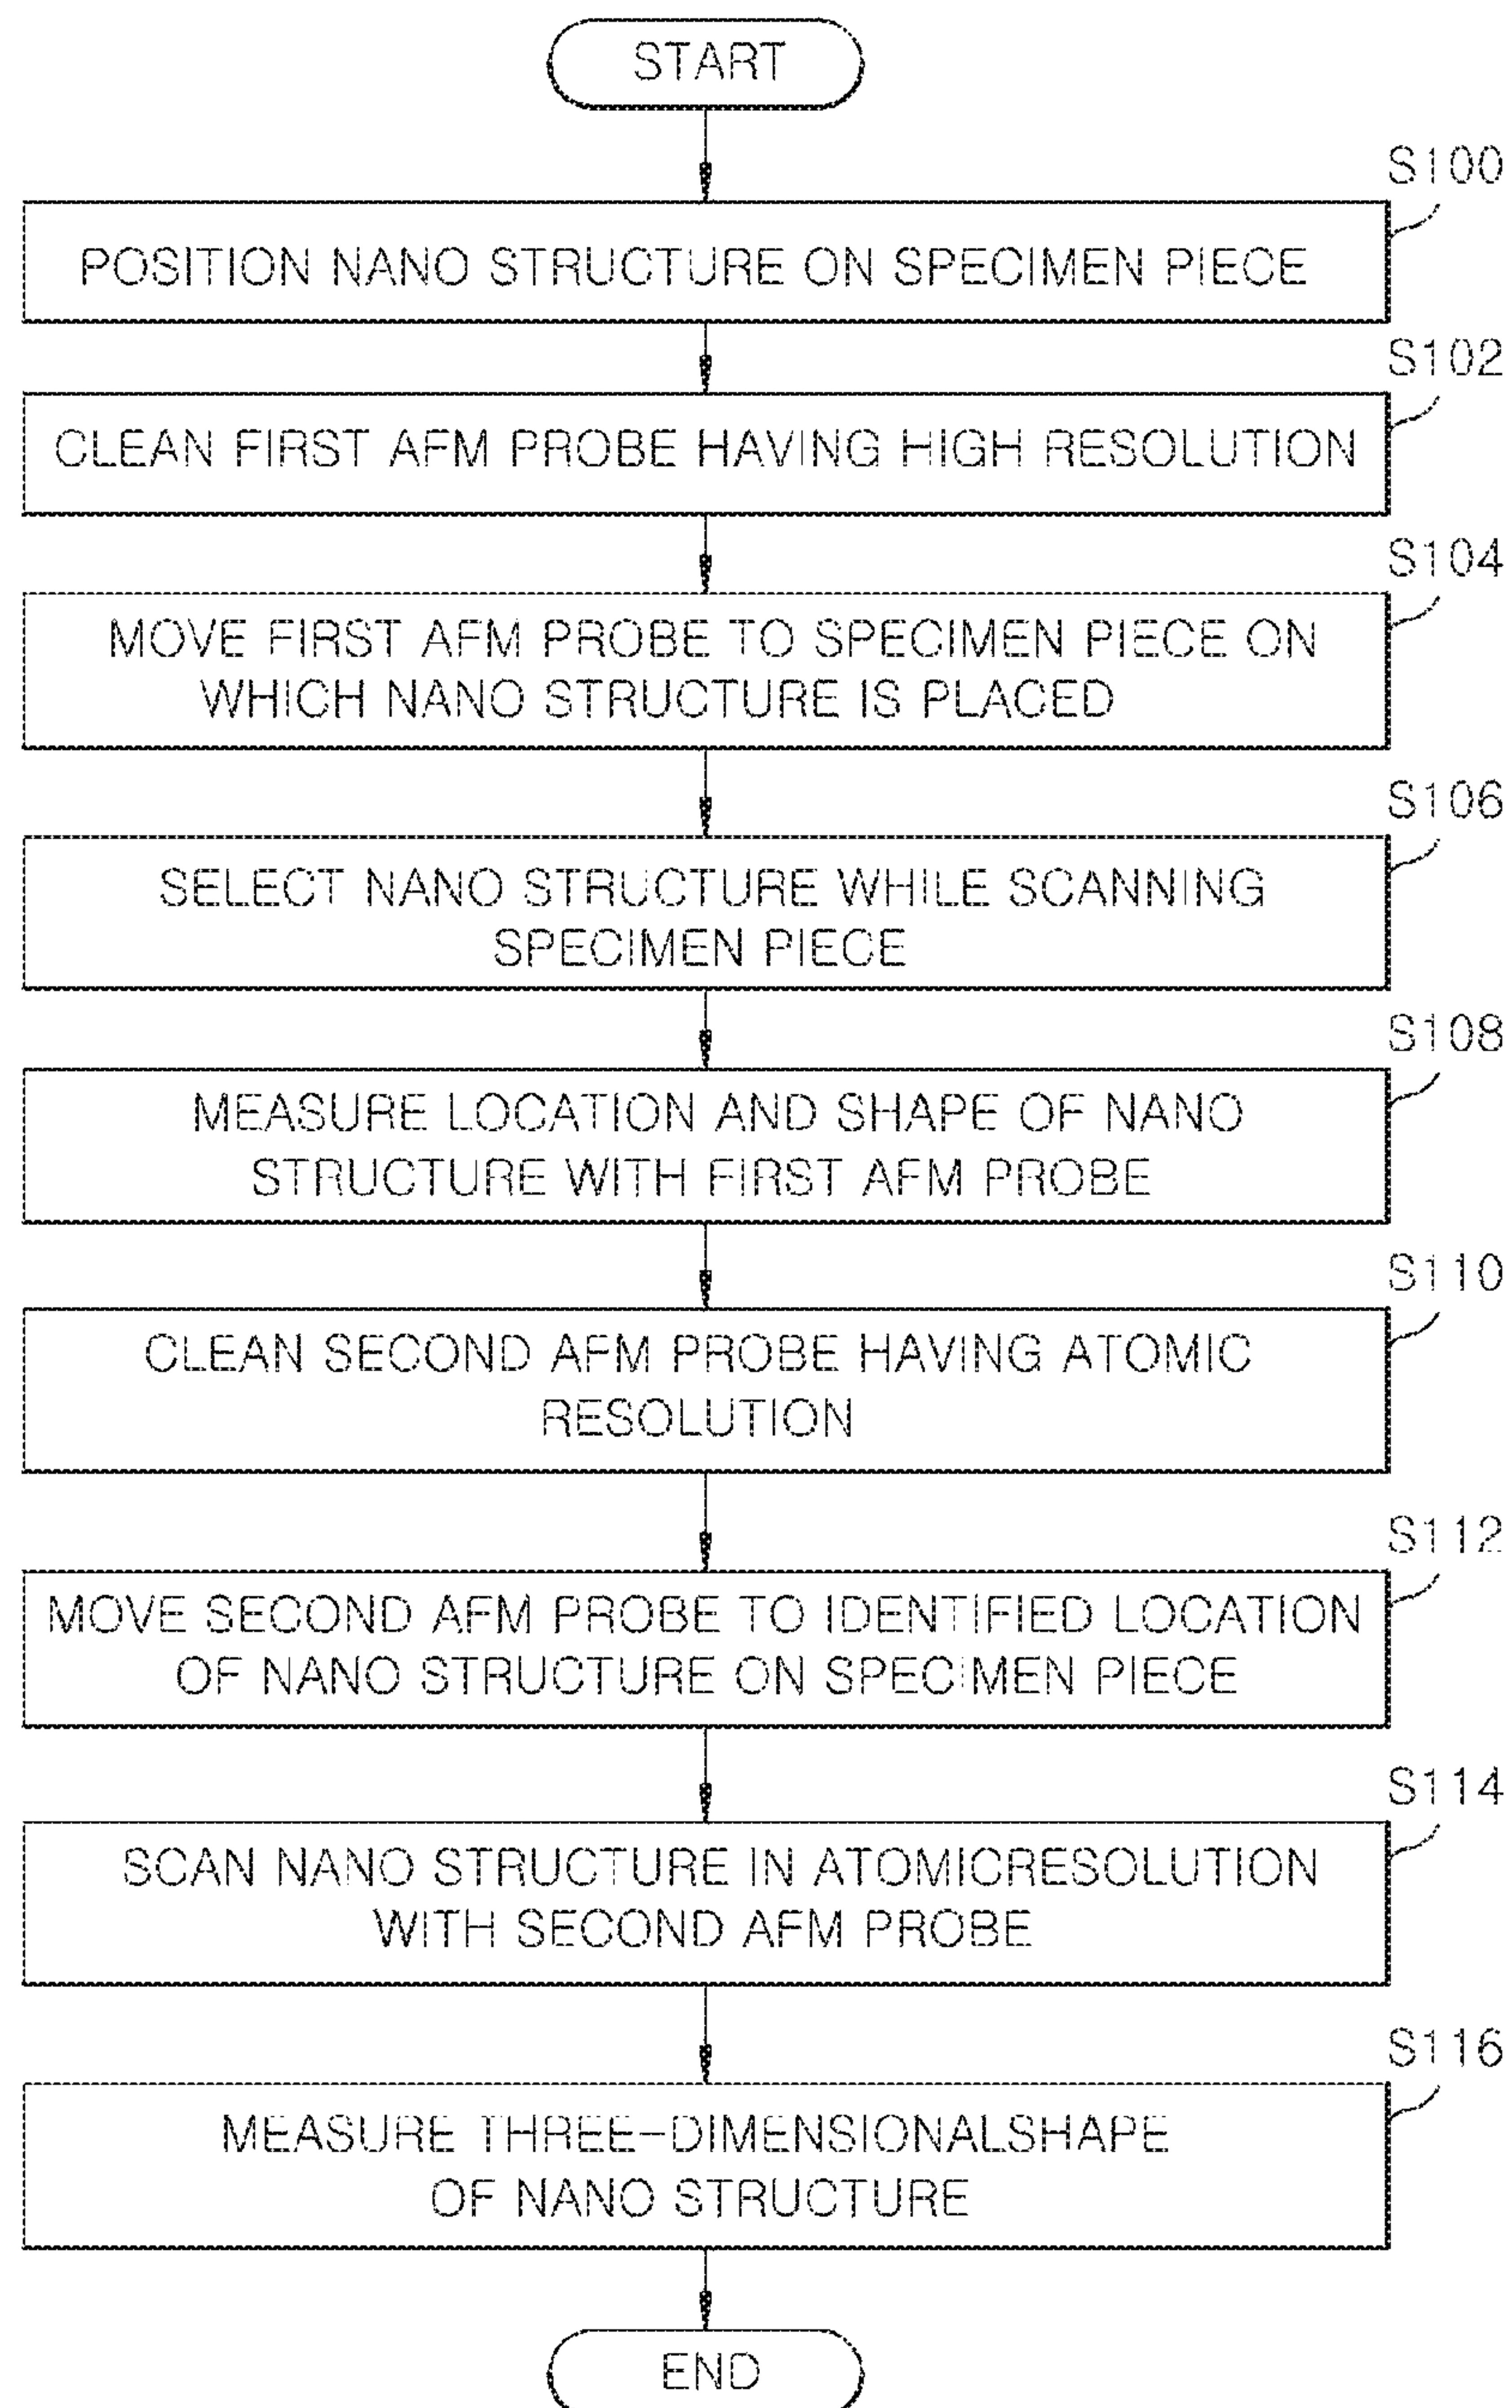 START
S100
POSITION NANO STRUCTURE ON SPECIMEN PIECE
S102
CLEAN FIRST AFM PROBE HAVING HIGH RESOLUTION
S104
MOVE FIRST AFM PROBE TO SPECIMEN PIECE ON
WHICH NANO STRUCTURE IS PLACED
S106
SELECT NANO STRUCTURE WHILE SCANNING
SPECIMEN PIECE
S108
MEASURE LOCATION AND SHAPE OF NANO
STRUCTURE WITH FIRST AFM PROBE
S110
CLEAN SECOND AFM PROBE HAVING ATOMIC
RESOLUTION
S112
MOVE SECOND AFM PROBE TO IDENTIFIED LOCATION
OF NANO STRUCTURE ON SPECIMEN PIECE
S114
SCAN NANO STRUCTURE IN ATOMICRESOLUTION
WITH SECOND AFM PROBE
S116
MEASURE THREE-DIMENSIONALSHAPE
OF NANO STRUCTURE
END